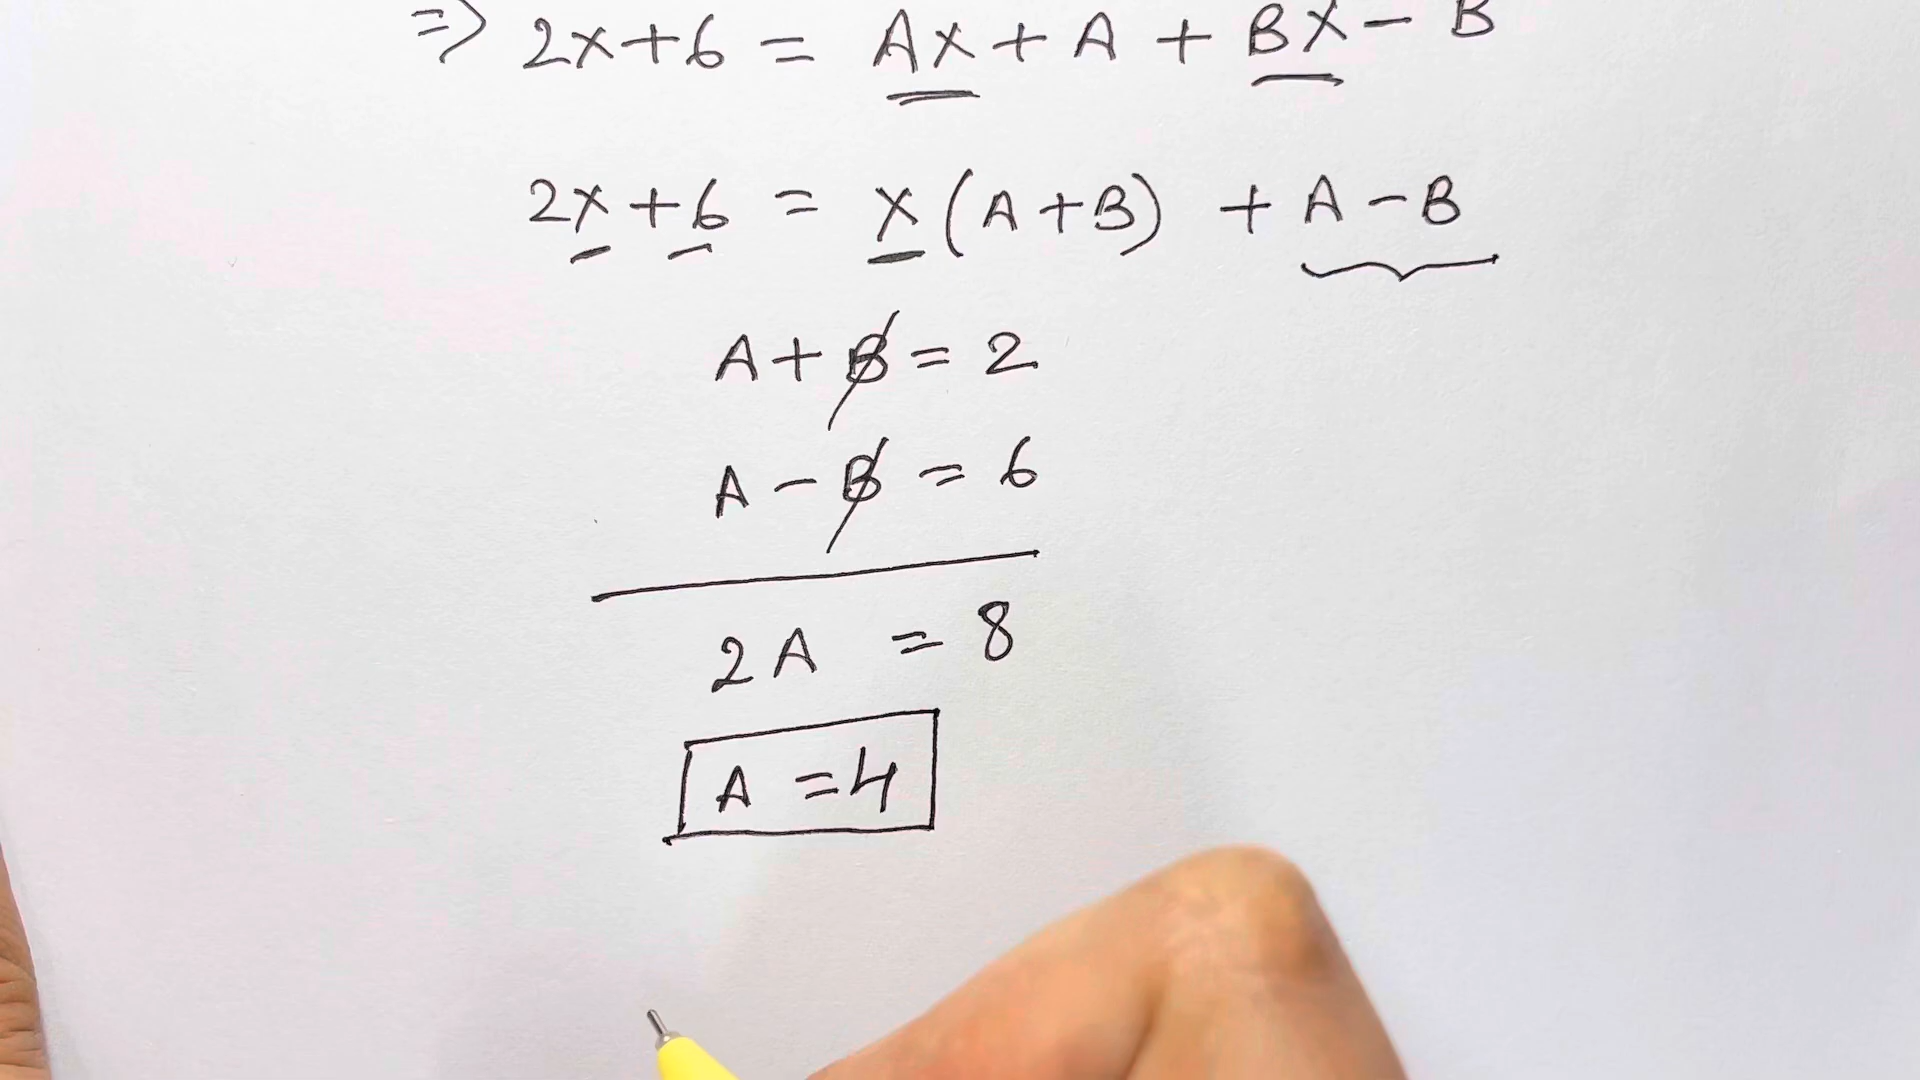 => 2x+6 = Ax + A + Bx - B
2x+6 = x(A+B) + A-B
A+B = 2
A-B = 6
2A = 8
A = 4